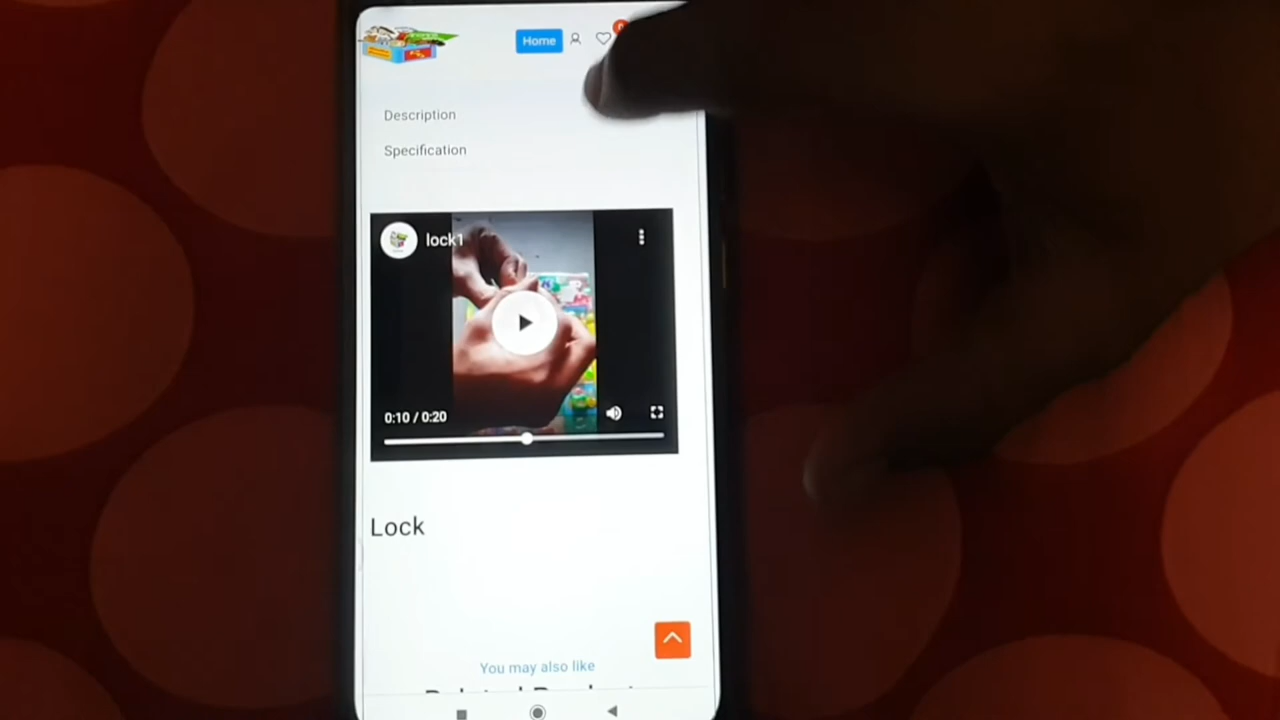 Home
Description
Specification
lock1
0:10 / 0:20
Lock
You may also like